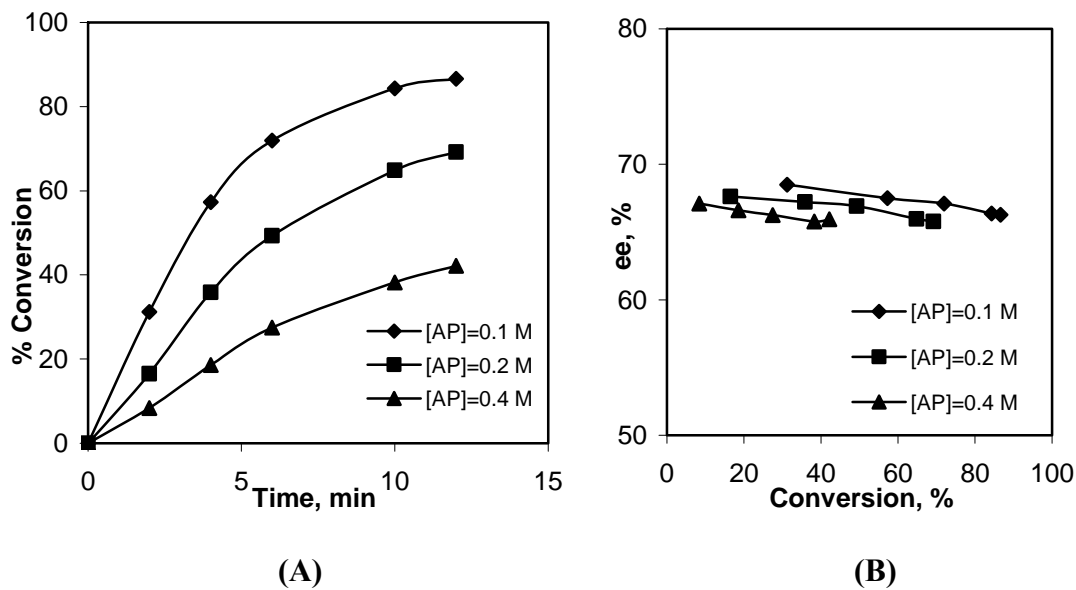 100
80
60
40
20
0
% Conversion
0 5 10 15
Time, min
[AP]=0.1 M
[AP]=0.2 M
[AP]=0.4 M
(A)
80
70
60
50
ee, %
0 20 40 60 80 100
Conversion, %
[AP]=0.1 M
[AP]=0.2 M
[AP]=0.4 M
(B)